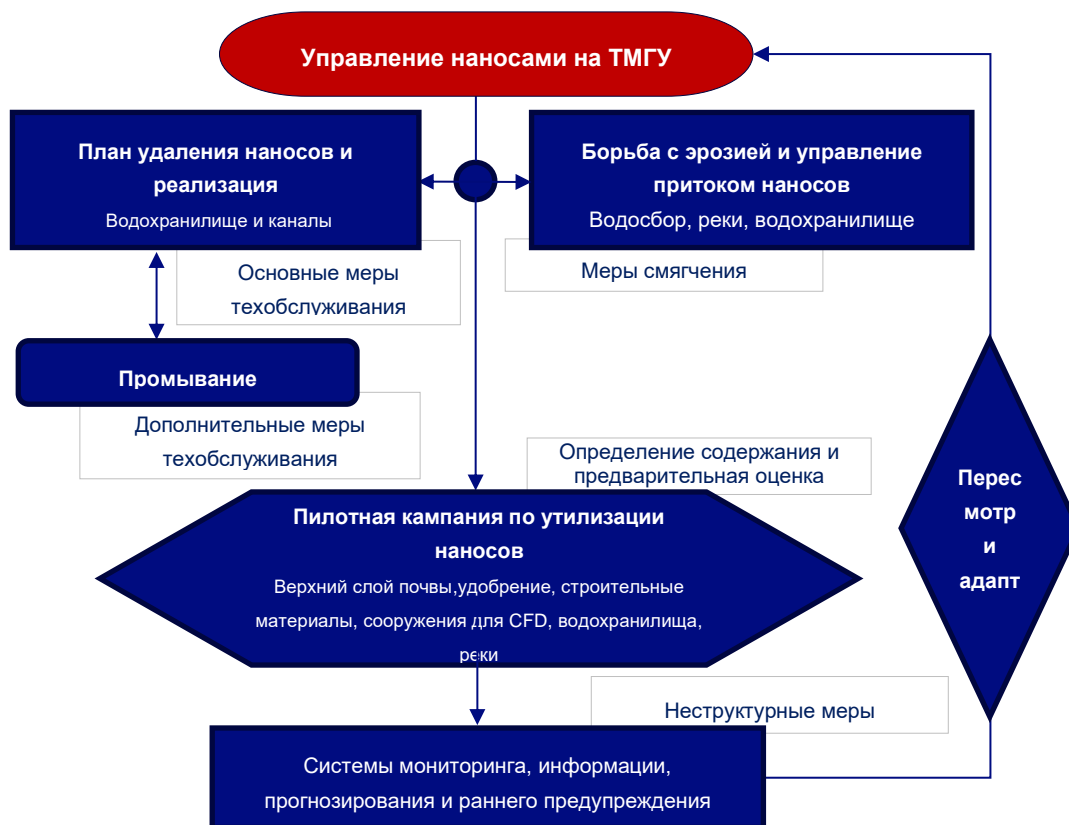 Управление наносами на ТМГУ
План удаления наносов и
реализация
Водохранилище и каналы
Борьба с эрозией и управление
притоком наносов
Водосбор, реки, водохранилище
Основные меры
техобслуживания
Меры смягчения
Промывание
Дополнительные меры
техобслуживания
Определение содержания и
предварительная оценка
Пилотная кампания по утилизации
наносов
Верхний слой почвы,удобрение, строительные
материалы, сооружения для CFD, водохранилища,
реки
Перес
мотр
и
адапт
Неструктурные меры
Системы мониторинга, информации,
прогнозирования и раннего предупреждения